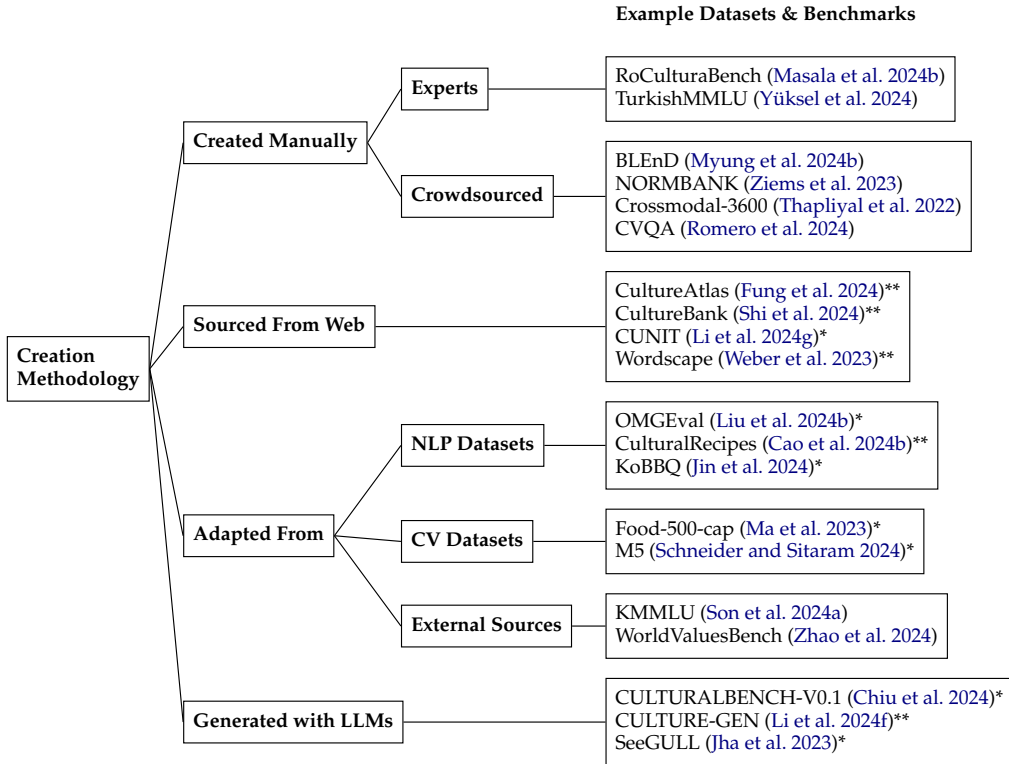 Example Datasets & Benchmarks
Creation
Methodology
Created Manually
Experts
RoCulturaBench (Masala et al. 2024b)
TurkishMMLU (Yüksel et al. 2024)
Crowdsourced
BLEnD (Myung et al. 2024b)
NORMBANK (Ziems et al. 2023)
Crossmodal-3600 (Thapliyal et al. 2022)
CVQA (Romero et al. 2024)
Sourced From Web
CultureAtlas (Fung et al. 2024)**
CultureBank (Shi et al. 2024)**
CUNIT (Li et al. 2024g)*
Wordscape (Weber et al. 2023)**
Adapted From
NLP Datasets
OMGEval (Liu et al. 2024b)*
CulturalRecipes (Cao et al. 2024b)**
KoBBQ (Jin et al. 2024)*
CV Datasets
Food-500-cap (Ma et al. 2023)*
M5 (Schneider and Sitaram 2024)*
External Sources
KMMLU (Son et al. 2024a)
WorldValuesBench (Zhao et al. 2024)
Generated with LLMs
CULTURALBENCH-V0.1 (Chiu et al. 2024)*
CULTURE-GEN (Li et al. 2024f)**
SeeGULL (Jha et al. 2023)*